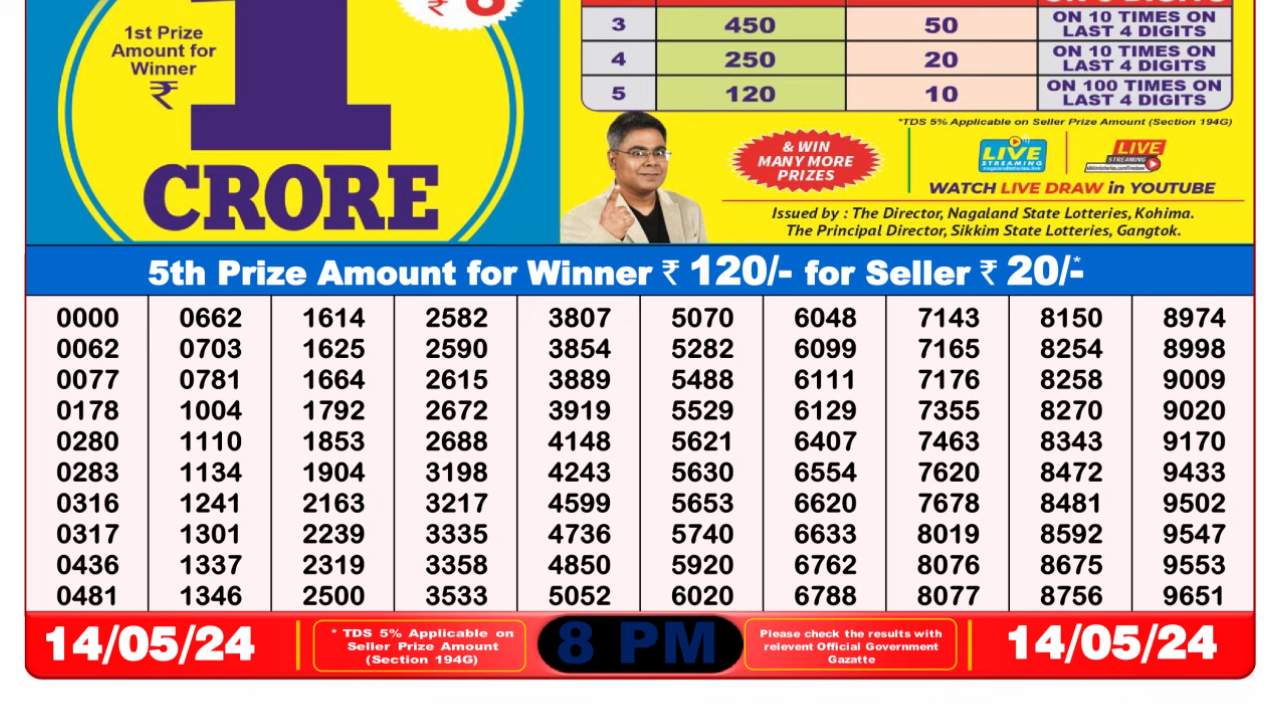 1
₹ 6
1st Prize
Amount for
Winner
₹
CRORE
ON 5 DIGITS
3 450 50 ON 10 TIMES ON LAST 4 DIGITS
4 250 20 ON 10 TIMES ON LAST 4 DIGITS
5 120 10 ON 100 TIMES ON LAST 4 DIGITS
*TDS 5% Applicable on Seller Prize Amount (Section 194G)
& WIN
MANY MORE
PRIZES
LIVE
STREAMING
LIVE
STREAMING
WATCH LIVE DRAW in YOUTUBE
Issued by : The Director, Nagaland State Lotteries, Kohima.
The Principal Director, Sikkim State Lotteries, Gangtok.
5th Prize Amount for Winner ₹ 120/- for Seller ₹ 20/-*
0000 0662 1614 2582 3807 5070 6048 7143 8150 8974
0062 0703 1625 2590 3854 5282 6099 7165 8254 8998
0077 0781 1664 2615 3889 5488 6111 7176 8258 9009
0178 1004 1792 2672 3919 5529 6129 7355 8270 9020
0280 1110 1853 2688 4148 5621 6407 7463 8343 9170
0283 1134 1904 3198 4243 5630 6554 7620 8472 9433
0316 1241 2163 3217 4599 5653 6620 7678 8481 9502
0317 1301 2239 3335 4736 5740 6633 8019 8592 9547
0436 1337 2319 3358 4850 5920 6762 8076 8675 9553
0481 1346 2500 3533 5052 6020 6788 8077 8756 9651
14/05/24
* TDS 5% Applicable on
Seller Prize Amount
(Section 194G)
8 PM
Please check the results with
relevent Official Government
Gazatte
14/05/24